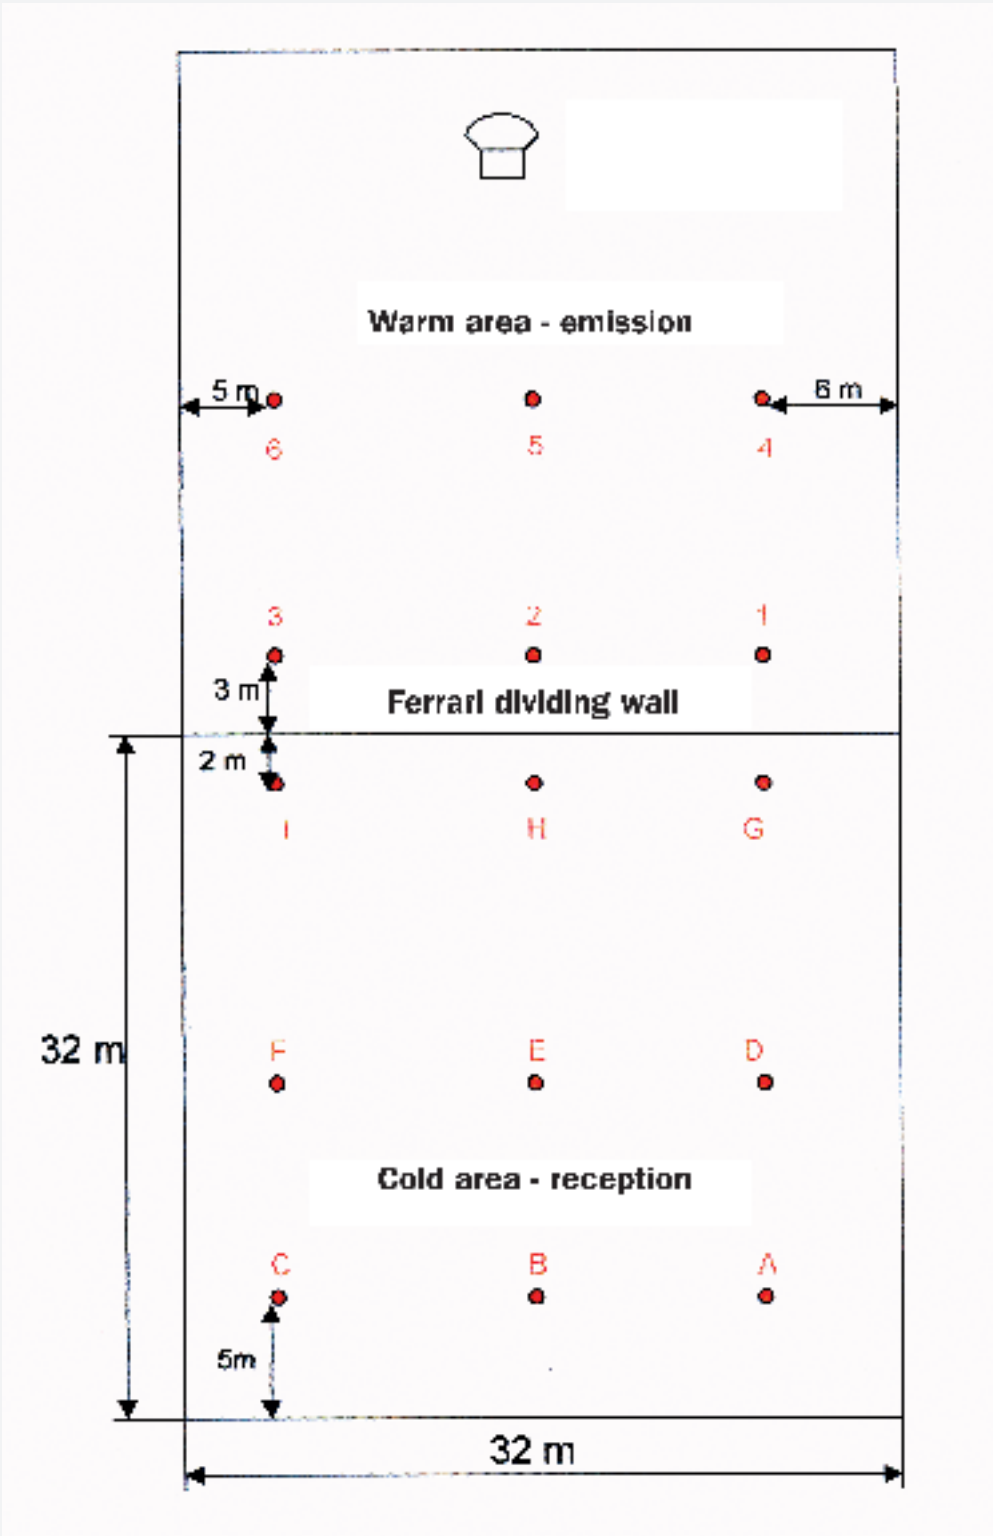 Warm area - emission
5 m
6 m
6
5
4
3
2
1
3 m
Ferrari dividing wall
2 m
I
H
G
32 m
F
E
D
Cold area - reception
C
B
A
5m
32 m